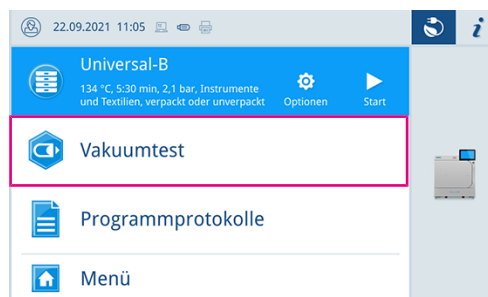 22.09.2021 11:05
i
Universal-B
134 °C, 5:30 min, 2,1 bar, Instrumente
und Textilien, verpackt oder unverpackt
Optionen
Start
Vakuumtest
Programmprotokolle
Menü